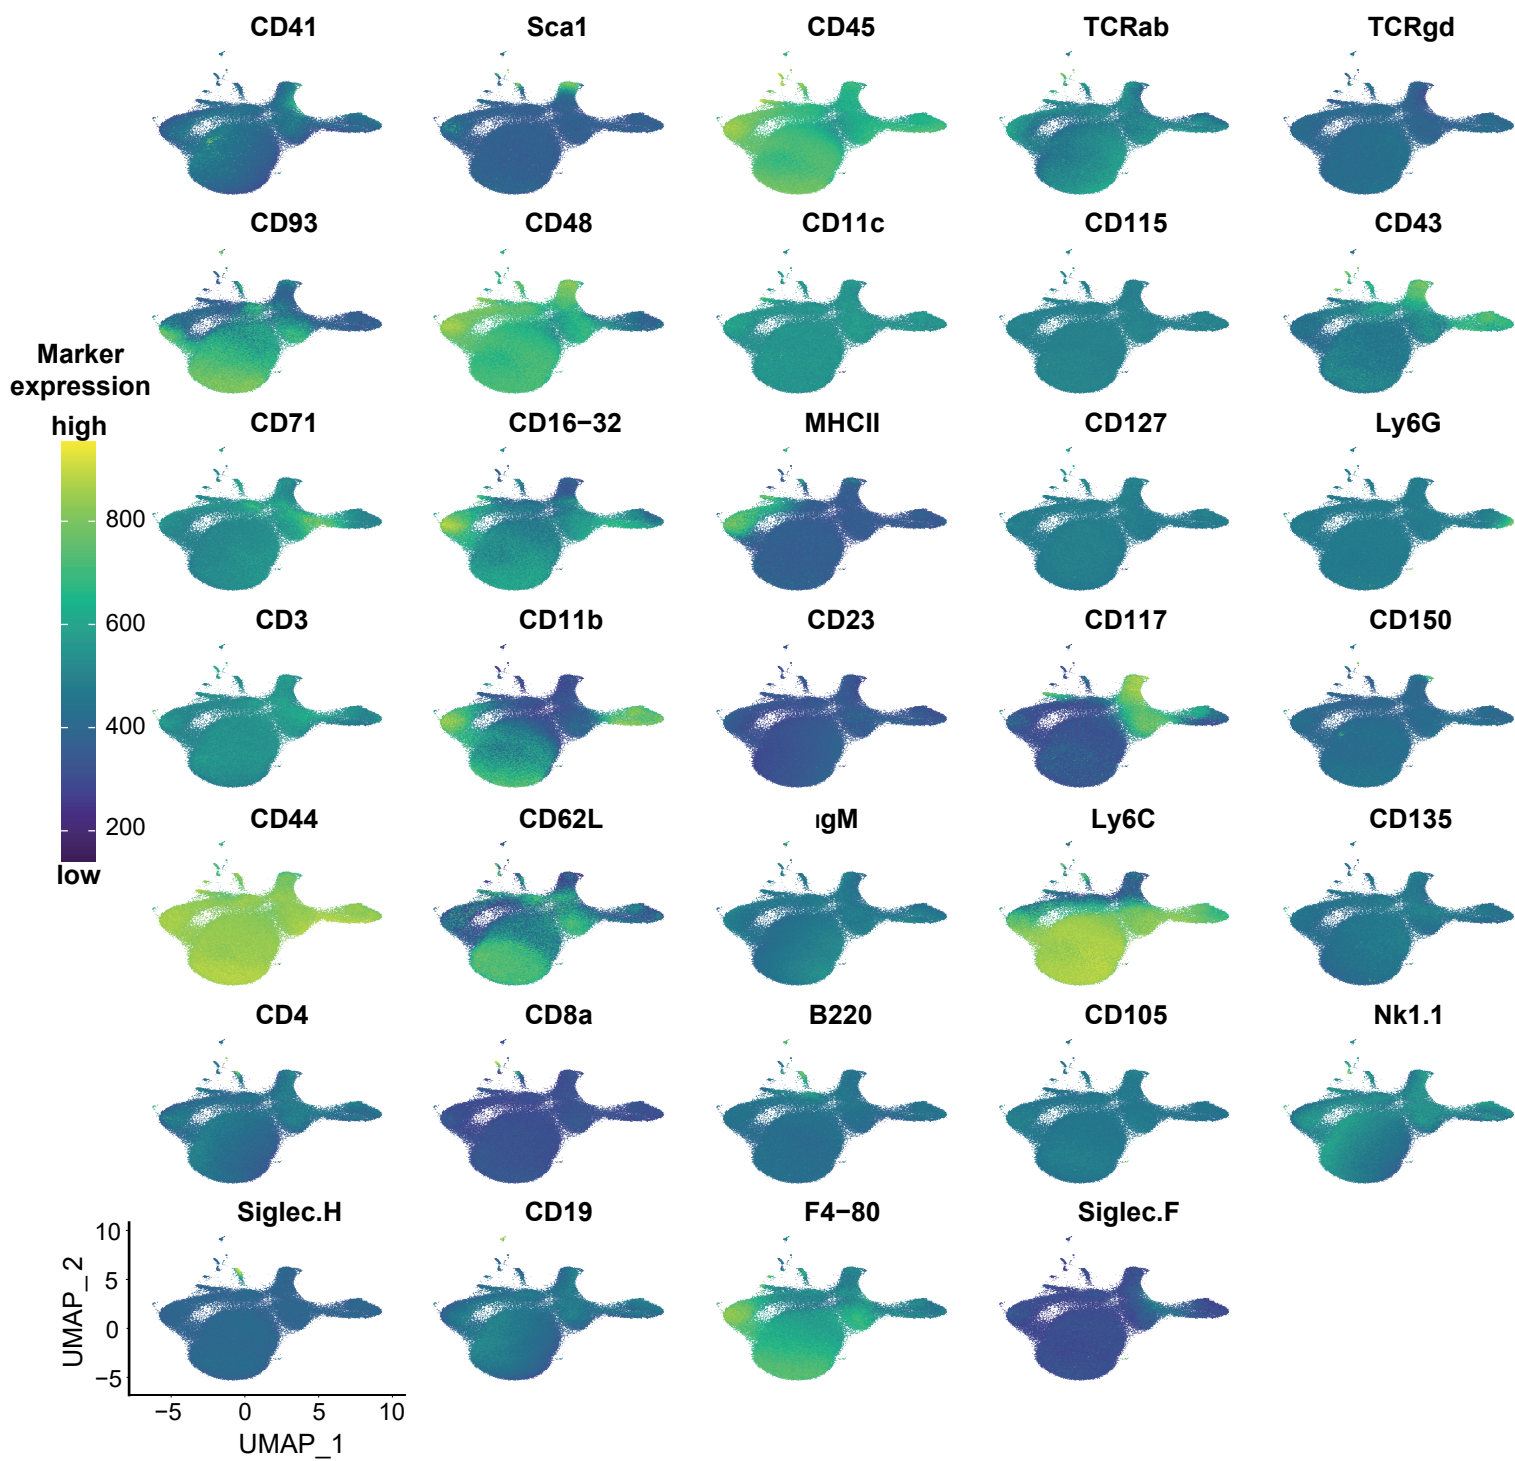 CD41 Sca1 CD45 TCRab TCRgd
CD93 CD48 CD11c CD115 CD43
Marker
expression
high
CD71 CD16−32 MHCII CD127 Ly6G
800
600
400
200
low
CD3 CD11b CD23 CD117 CD150
CD44 CD62L IgM Ly6C CD135
CD4 CD8a B220 CD105 Nk1.1
Siglec.H CD19 F4−80 Siglec.F
10
5
0
−5
UMAP_2
−5 0 5 10
UMAP_1